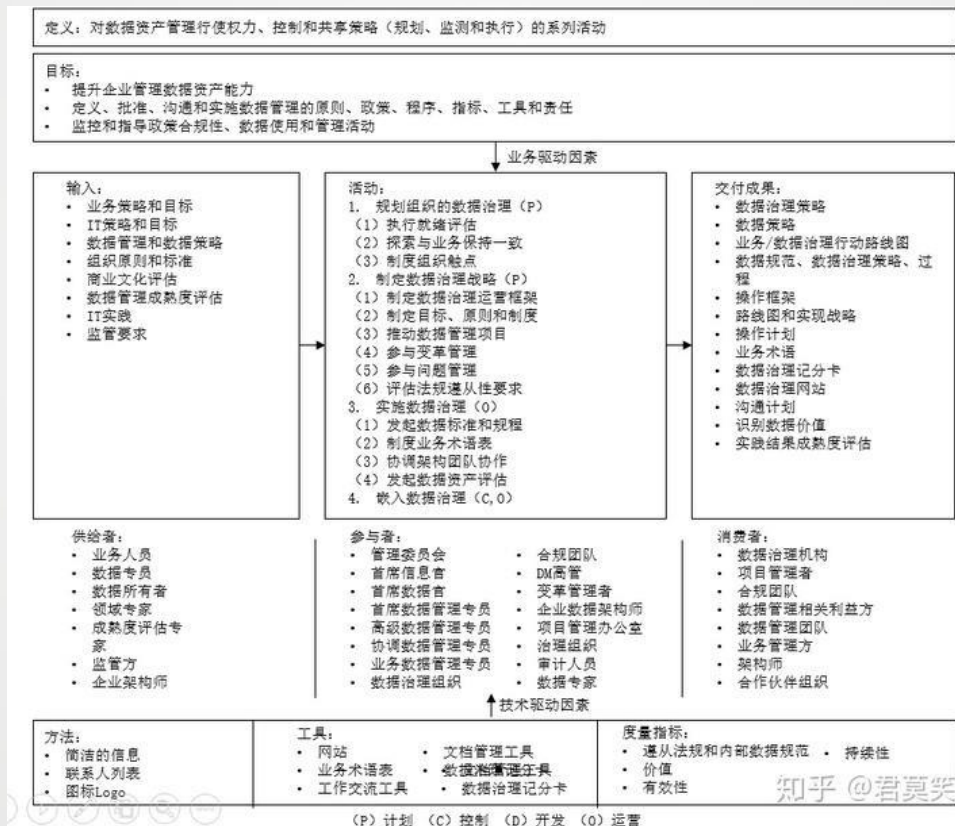 定义:对数据资产管理行使权力、控制和共享策略(规划、监测和执行)的系列活动
目标:
• 提升企业管理数据资产能力
• 定义、批准、沟通和实施数据管理的原则、政策、程序、指标、工具和责任
• 监控和指导政策合规性、数据使用和管理活动
业务驱动因素
输入:
• 业务策略和目标
• IT策略和目标
• 数据管理和数据策略
• 组织原则和标准
• 商业文化评估
• 数据管理成熟度评估
• IT实践
• 监管要求
活动:
1. 规划组织的数据治理(P)
(1)执行就绪评估
(2)探索与业务保持一致
(3)制度组织触点
2. 制定数据治理战略(P)
(1)制定数据治理运营框架
(2)制定目标、原则和制度
(3)推动数据管理项目
(4)参与变革管理
(5)参与问题管理
(6)评估法规遵从性要求
3. 实施数据治理(O)
(1)发起数据标准和规程
(2)制度业务术语表
(3)协调架构团队协作
(4)发起数据资产评估
4. 嵌入数据治理(C,O)
交付成果:
• 数据治理策略
• 数据策略
• 业务/数据治理行动路线图
• 数据规范、数据治理策略、过
程
• 操作框架
• 路线图和实现战略
• 操作计划
• 业务术语
• 数据治理记分卡
• 数据治理网站
• 沟通计划
• 识别数据价值
• 实践结果成熟度评估
供给者:
• 业务人员
• 数据专员
• 数据所有者
• 领域专家
• 成熟度评估专
家
• 监管方
• 企业架构师
参与者:
• 管理委员会
• 首席信息官
• 首席数据官
• 首席数据管理专员
• 高级数据管理专员
• 协调数据管理专员
• 业务数据管理专员
• 数据治理组织
• 合规团队
• DM高管
• 变革管理者
• 企业数据架构师
• 项目管理办公室
• 治理组织
• 审计人员
• 数据专家
消费者:
• 数据治理机构
• 项目管理者
• 合规团队
• 数据管理相关利益方
• 数据管理团队
• 业务管理方
• 架构师
• 合作伙伴组织
技术驱动因素
方法:
• 简洁的信息
• 联系人列表
• 图标Logo
工具:
• 网站
• 业务术语表
• 工作交流工具
• 文档管理工具
• 数据治理记分卡
度量指标:
• 遵从法规和内部数据规范
• 价值
• 有效性
• 持续性
知乎 @君莫笑
(P)计划 (C)控制 (D)开发 (O)运营